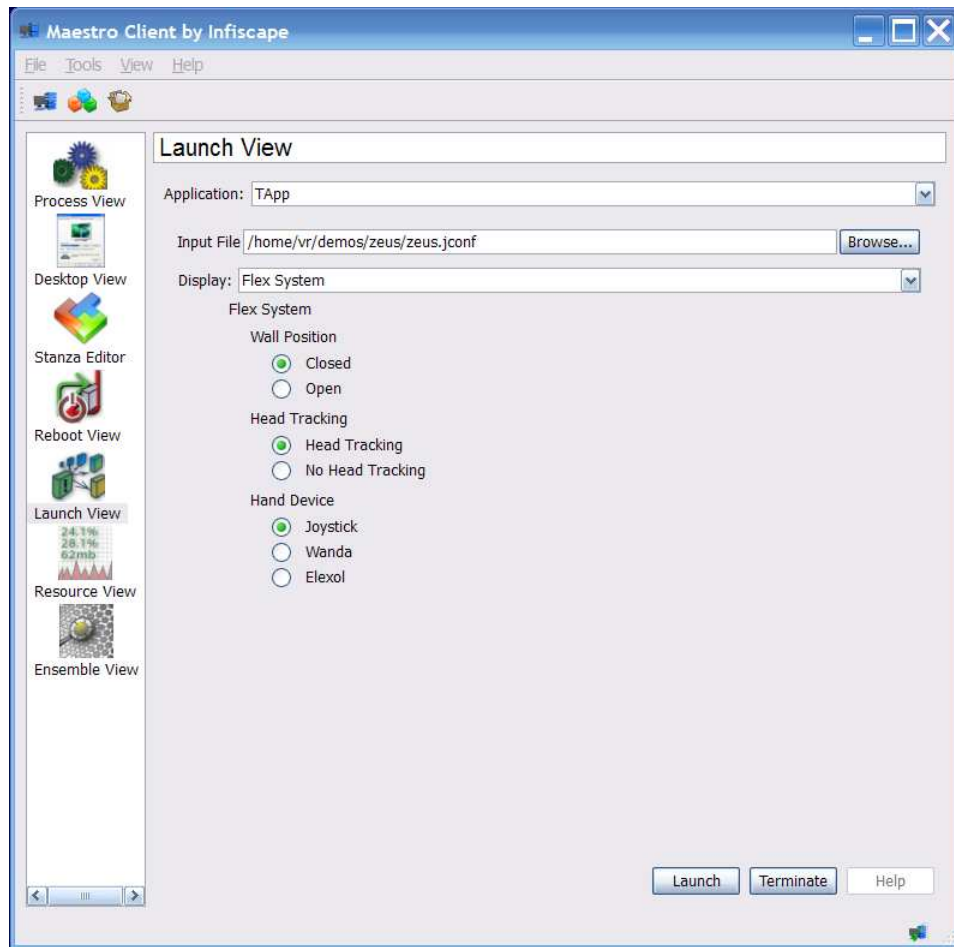 Maestro Client by Infiscape
File Tools View Help
Launch View
Process View
Desktop View
Stanza Editor
Reboot View
Launch View
24.1%
28.1%
62mb
Resource View
Ensemble View
Application: TApp
Input File /home/vr/demos/zeus/zeus.jconf Browse...
Display: Flex System
Flex System
Wall Position
Closed
Open
Head Tracking
Head Tracking
No Head Tracking
Hand Device
Joystick
Wanda
Elexol
Launch Terminate Help